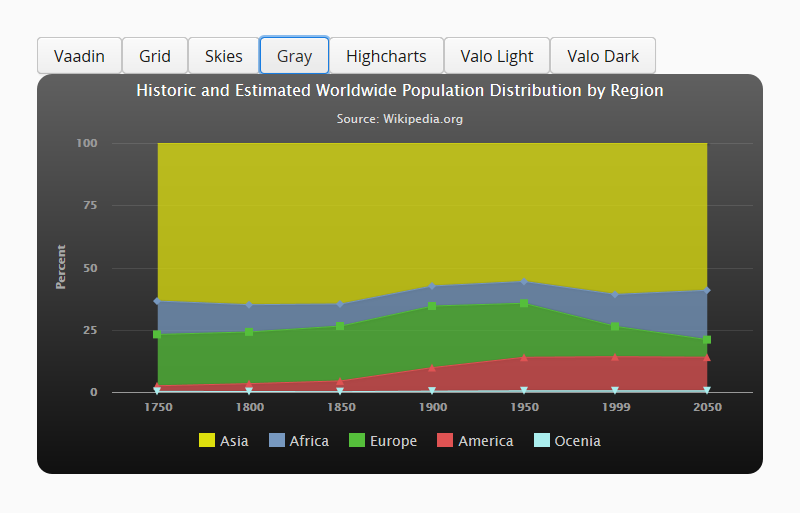 Vaadin Grid Skies Gray Highcharts Valo Light Valo Dark
Historic and Estimated Worldwide Population Distribution by Region
Source: Wikipedia.org
100
75
50
25
0
Percent
1750 1800 1850 1900 1950 1999 2050
Asia Africa Europe America Ocenia